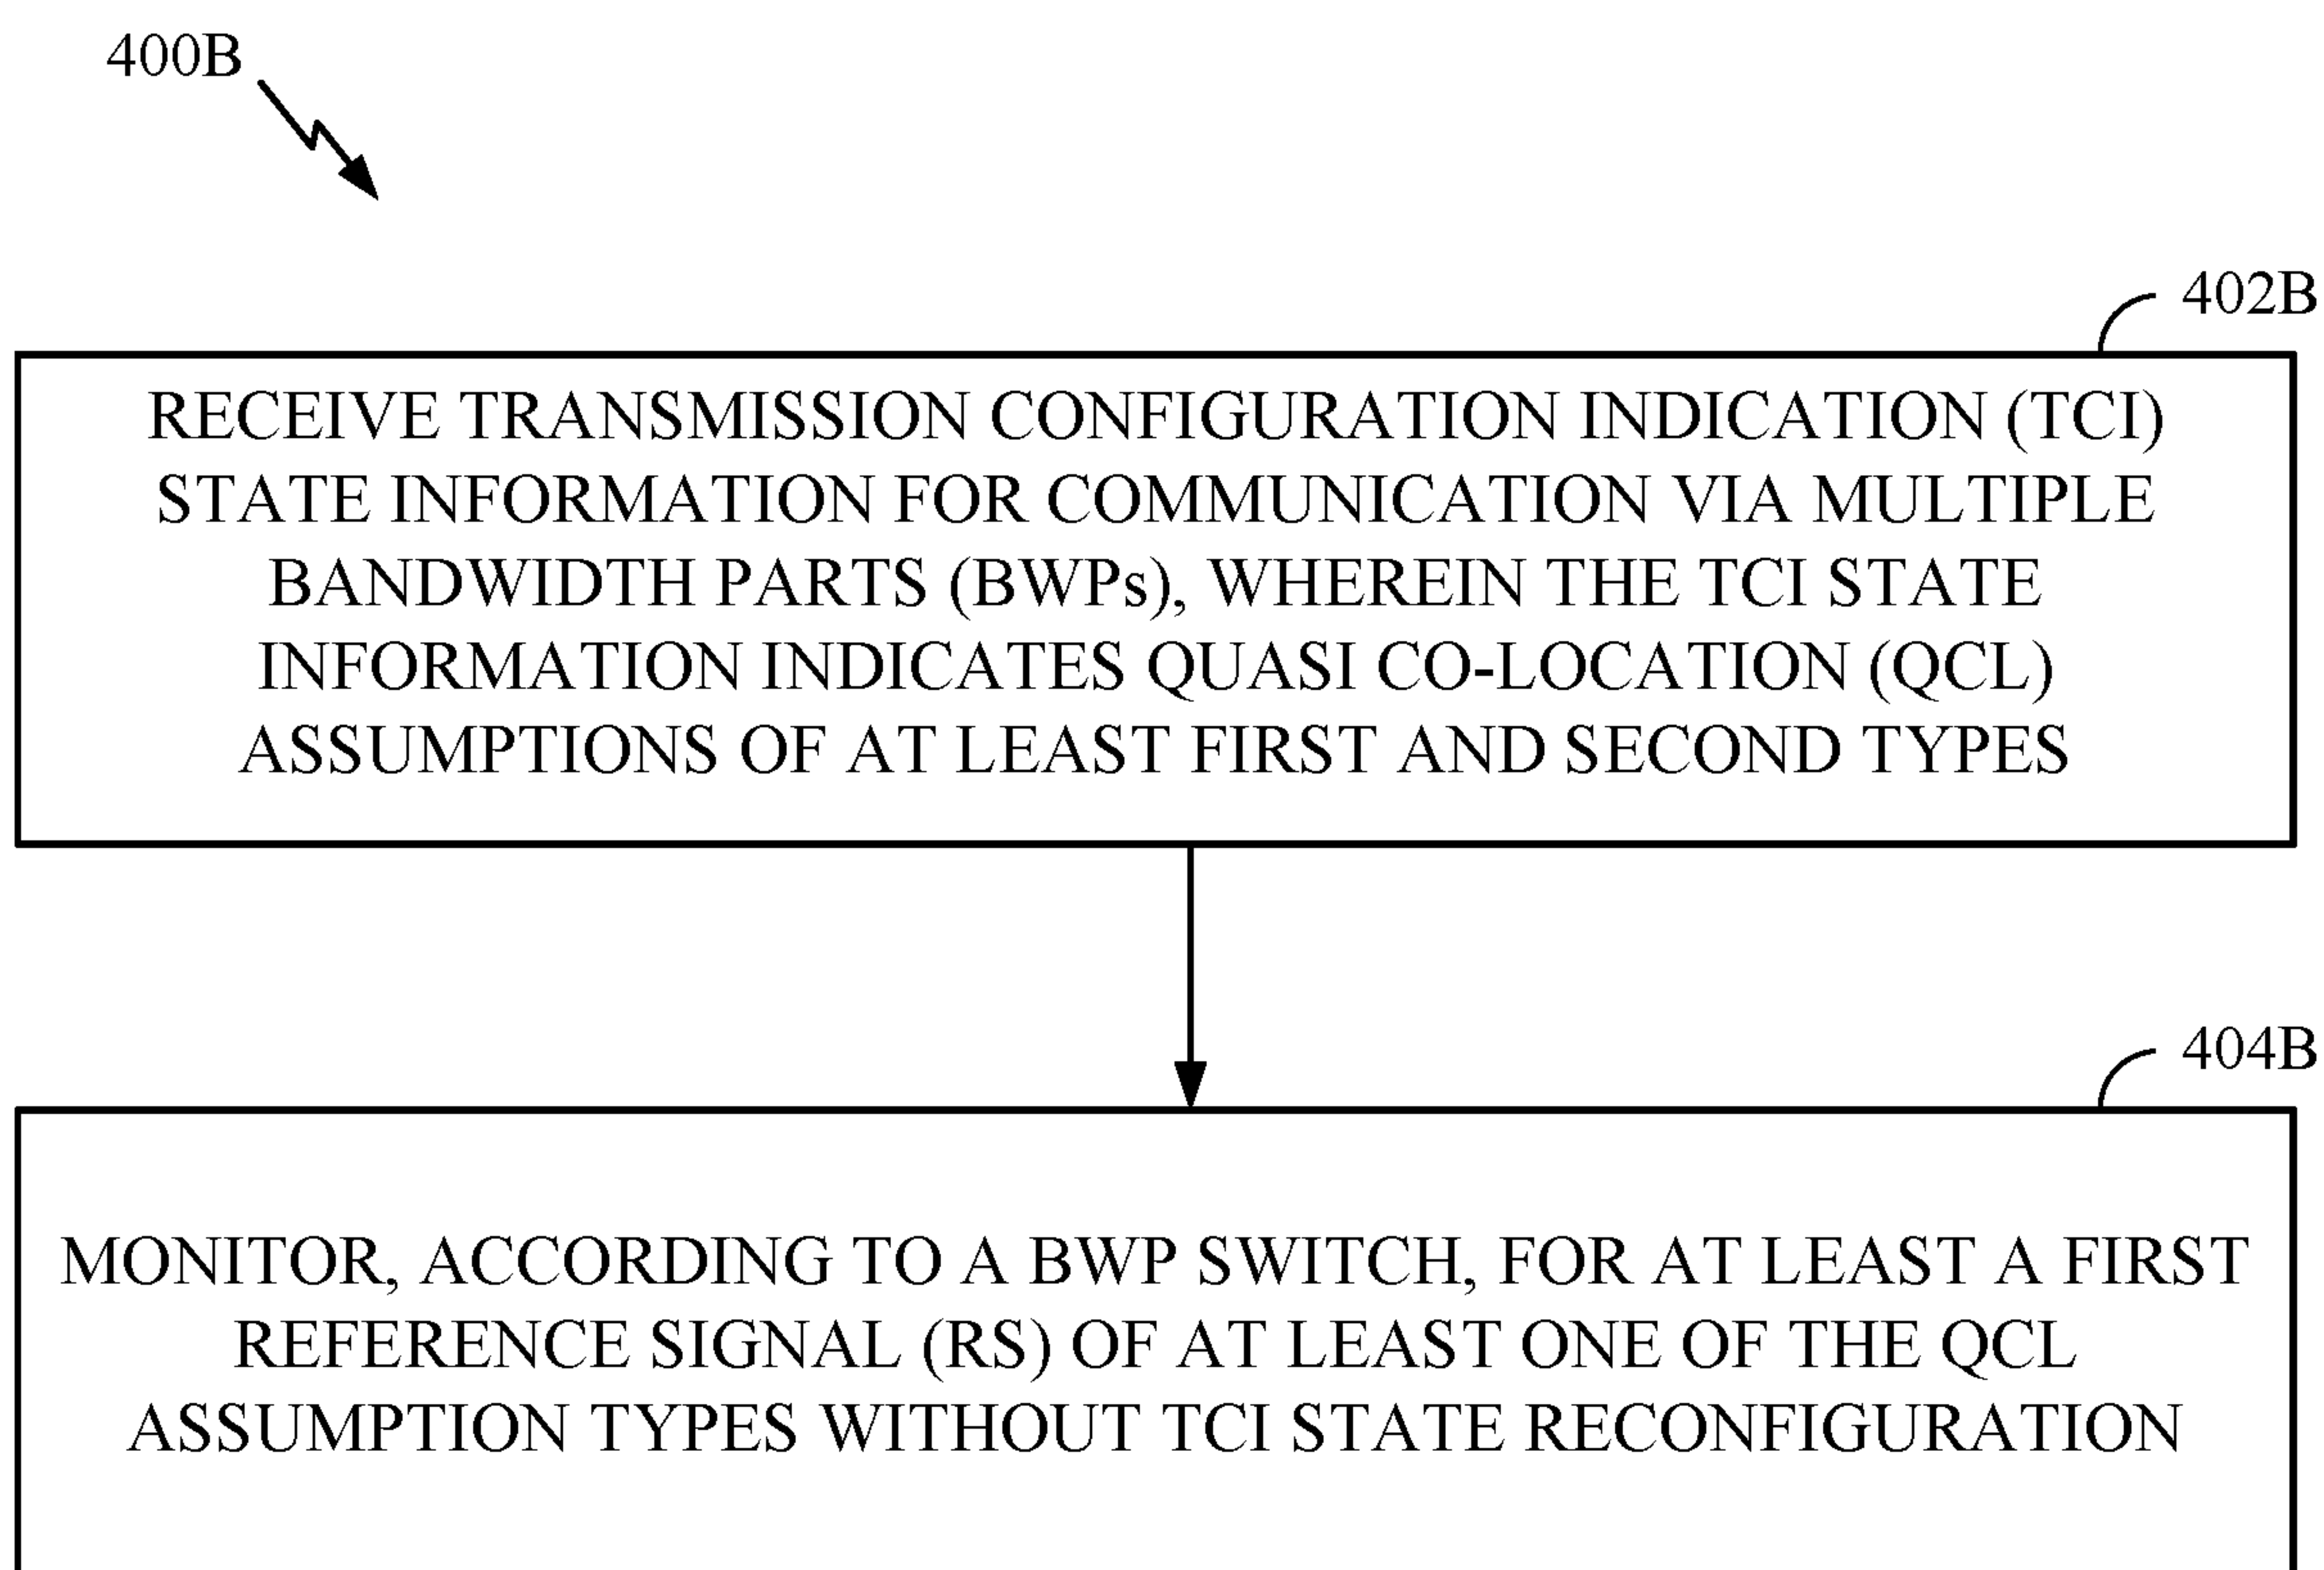 400B
402B
RECEIVE TRANSMISSION CONFIGURATION INDICATION (TCI)
STATE INFORMATION FOR COMMUNICATION VIA MULTIPLE
BANDWIDTH PARTS (BWPs), WHEREIN THE TCI STATE
INFORMATION INDICATES QUASI CO-LOCATION (QCL)
ASSUMPTIONS OF AT LEAST FIRST AND SECOND TYPES
404B
MONITOR, ACCORDING TO A BWP SWITCH, FOR AT LEAST A FIRST
REFERENCE SIGNAL (RS) OF AT LEAST ONE OF THE QCL
ASSUMPTION TYPES WITHOUT TCI STATE RECONFIGURATION